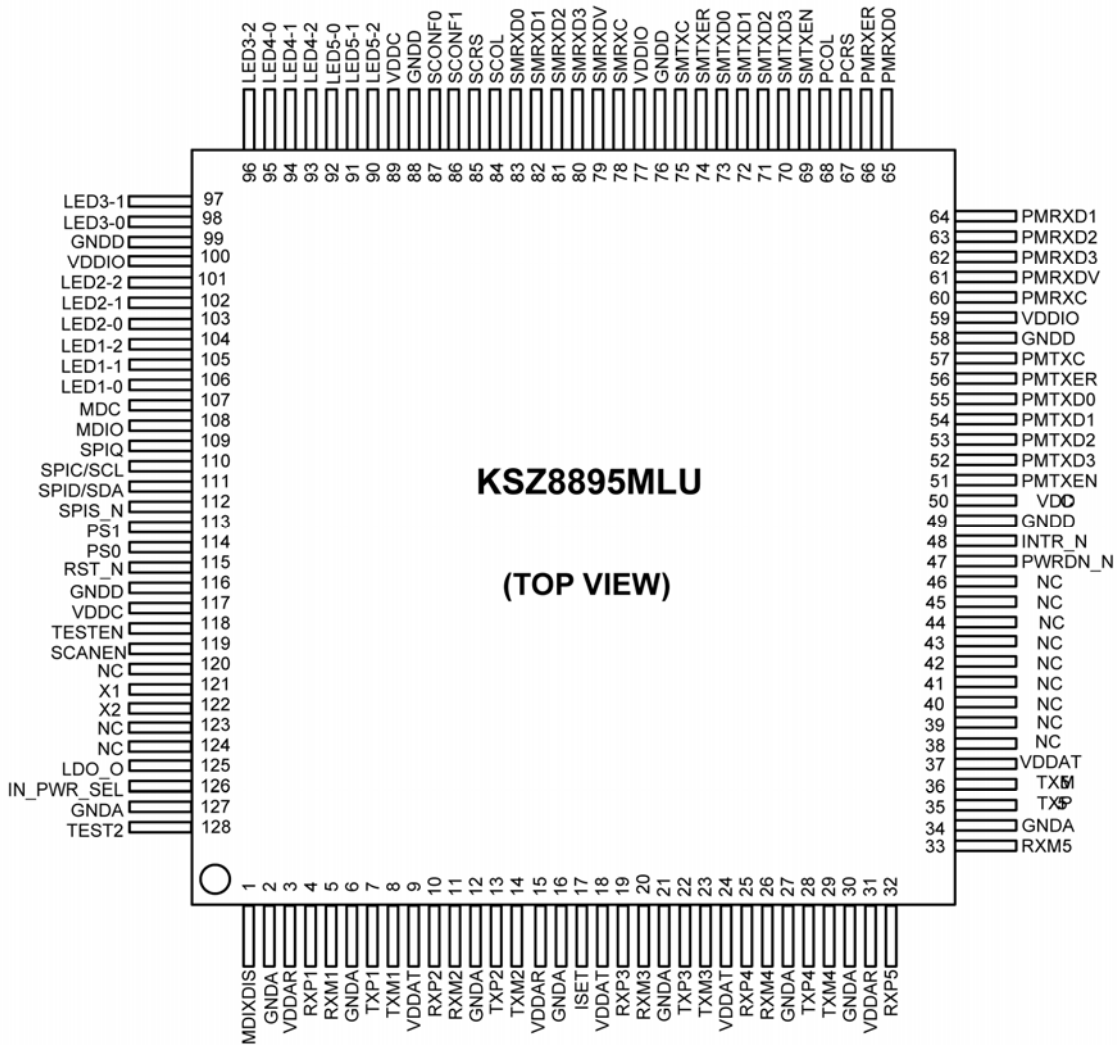 LED3-2
LED4-0
LED4-1
LED4-2
LED5-0
LED5-1
LED5-2
VDDC
GNDD
SCONF0
SCONF1
SCRS
SCOL
SMRXD0
SMRXD1
SMRXD2
SMRXD3
SMRXDV
SMRXC
VDDIO
GNDD
SMTXC
SMTXER
SMTXD0
SMTXD1
SMTXD2
SMTXD3
SMTXEN
PCOL
PCRS
PMRXER
PMRXD0
96
95
94
93
92
91
90
89
88
87
86
85
84
83
82
81
80
79
78
77
76
75
74
73
72
71
70
69
68
67
66
65
LED3-1 97
LED3-0 98
GNDD 99
VDDIO 100
LED2-2 101
LED2-1 102
LED2-0 103
LED1-2 104
LED1-1 105
LED1-0 106
MDC 107
MDIO 108
SPIQ 109
SPIC/SCL 110
SPID/SDA 111
SPIS_N 112
PS1 113
PS0 114
RST_N 115
GNDD 116
VDDC 117
TESTEN 118
SCANEN 119
NC 120
X1 121
X2 122
NC 123
NC 124
LDO_O 125
IN_PWR_SEL 126
GNDA 127
TEST2 128
KSZ8895MLU
(TOP VIEW)
64 PMRXD1
63 PMRXD2
62 PMRXD3
61 PMRXDV
60 PMRXC
59 VDDIO
58 GNDD
57 PMTXC
56 PMTXER
55 PMTXD0
54 PMTXD1
53 PMTXD2
52 PMTXD3
51 PMTXEN
50
49 GNDD
48 INTR_N
47 PWRDN_N
46 NC
45 NC
44 NC
43 NC
42 NC
41 NC
40 NC
39 NC
38 NC
37 VDDAT
36
35
34 GNDA
33 RXM5
1
2
3
4
5
6
7
8
9
10
11
12
13
14
15
16
17
18
19
20
21
22
23
24
25
26
27
28
29
30
31
32
MDIXDIS
GNDA
VDDAR
RXP1
RXM1
GNDA
TXP1
TXM1
VDDAT
RXP2
RXM2
GNDA
TXP2
TXM2
VDDAR
GNDA
ISET
VDDAT
RXP3
RXM3
GNDA
TXP3
TXM3
VDDAT
RXP4
RXM4
GNDA
TXP4
TXM4
GNDA
VDDAR
RXP5